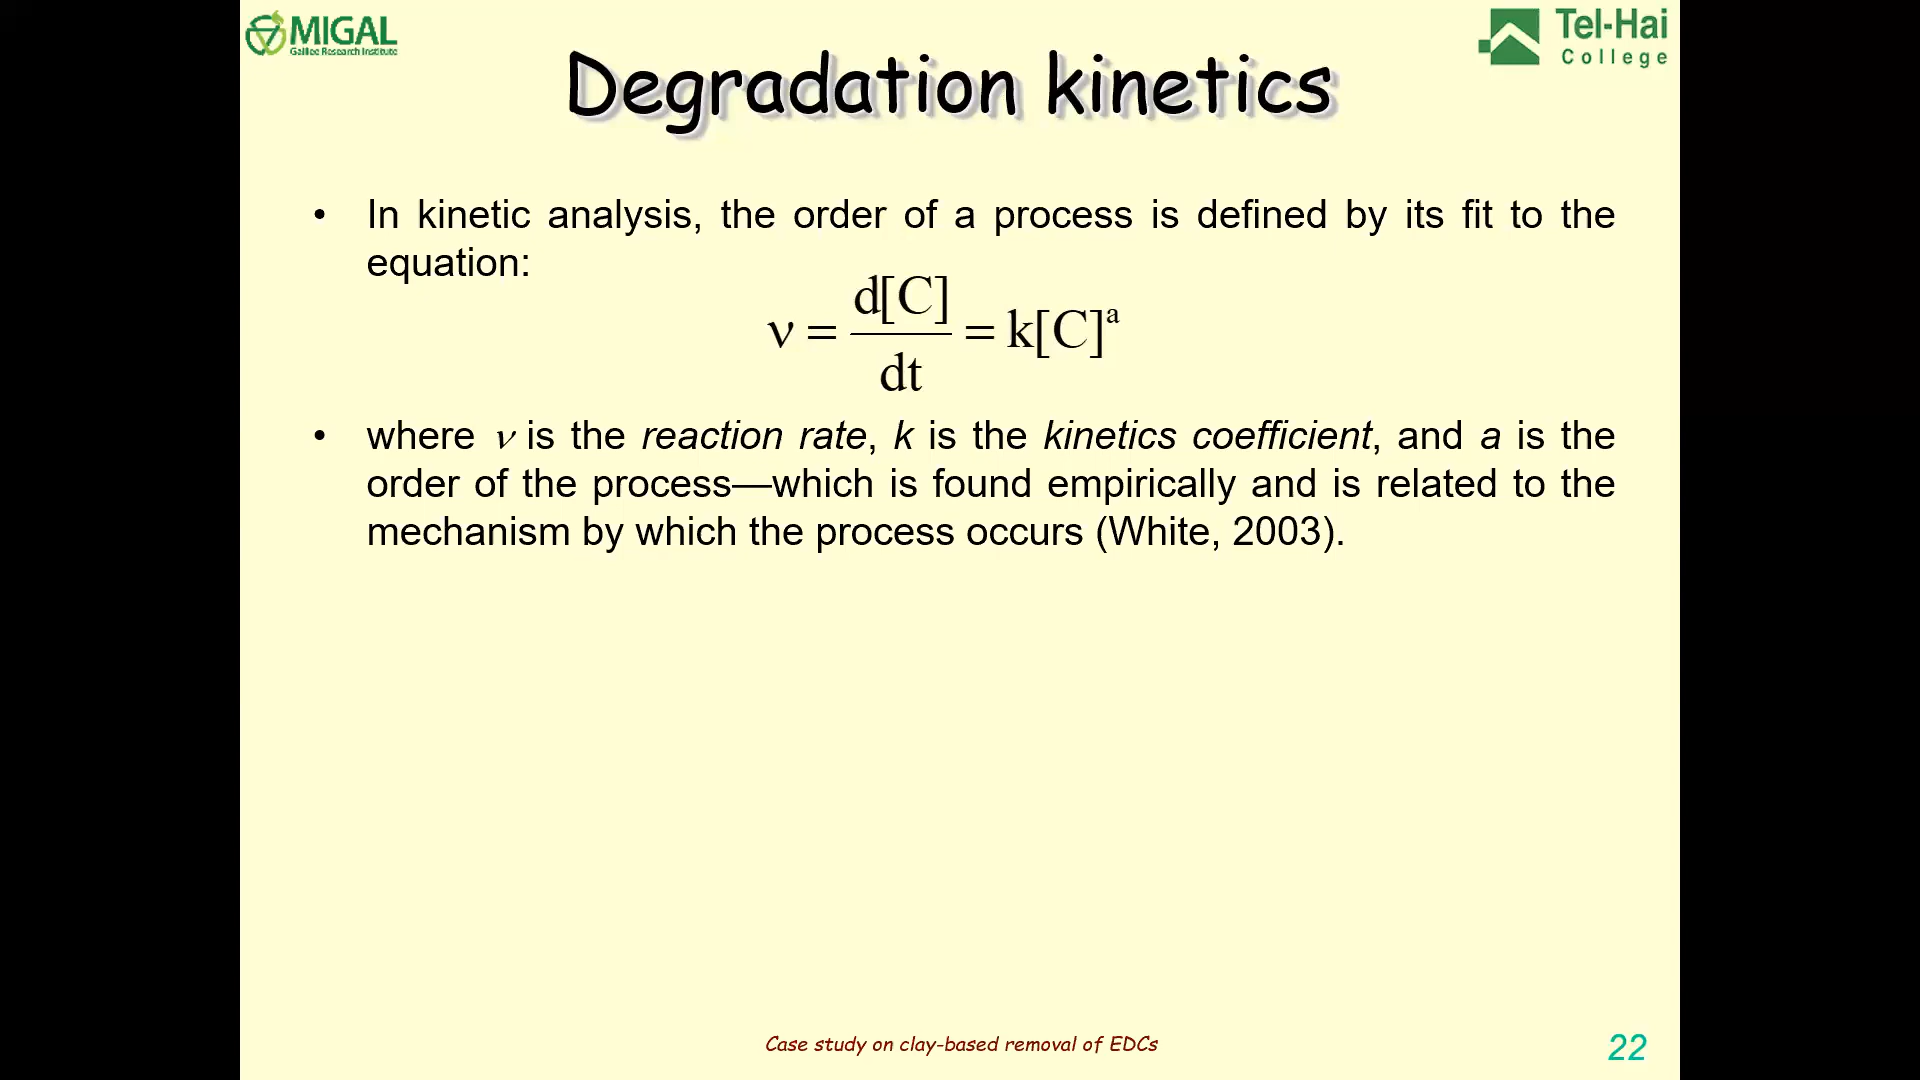 MIGAL
Galilee Research Institute
Tel-Hai
College
Degradation kinetics
• In kinetic analysis, the order of a process is defined by its fit to the
equation:
ν = d[C]/dt = k[C]^a
• where ν is the reaction rate, k is the kinetics coefficient, and a is the
order of the process—which is found empirically and is related to the
mechanism by which the process occurs (White, 2003).
Case study on clay-based removal of EDCs
22